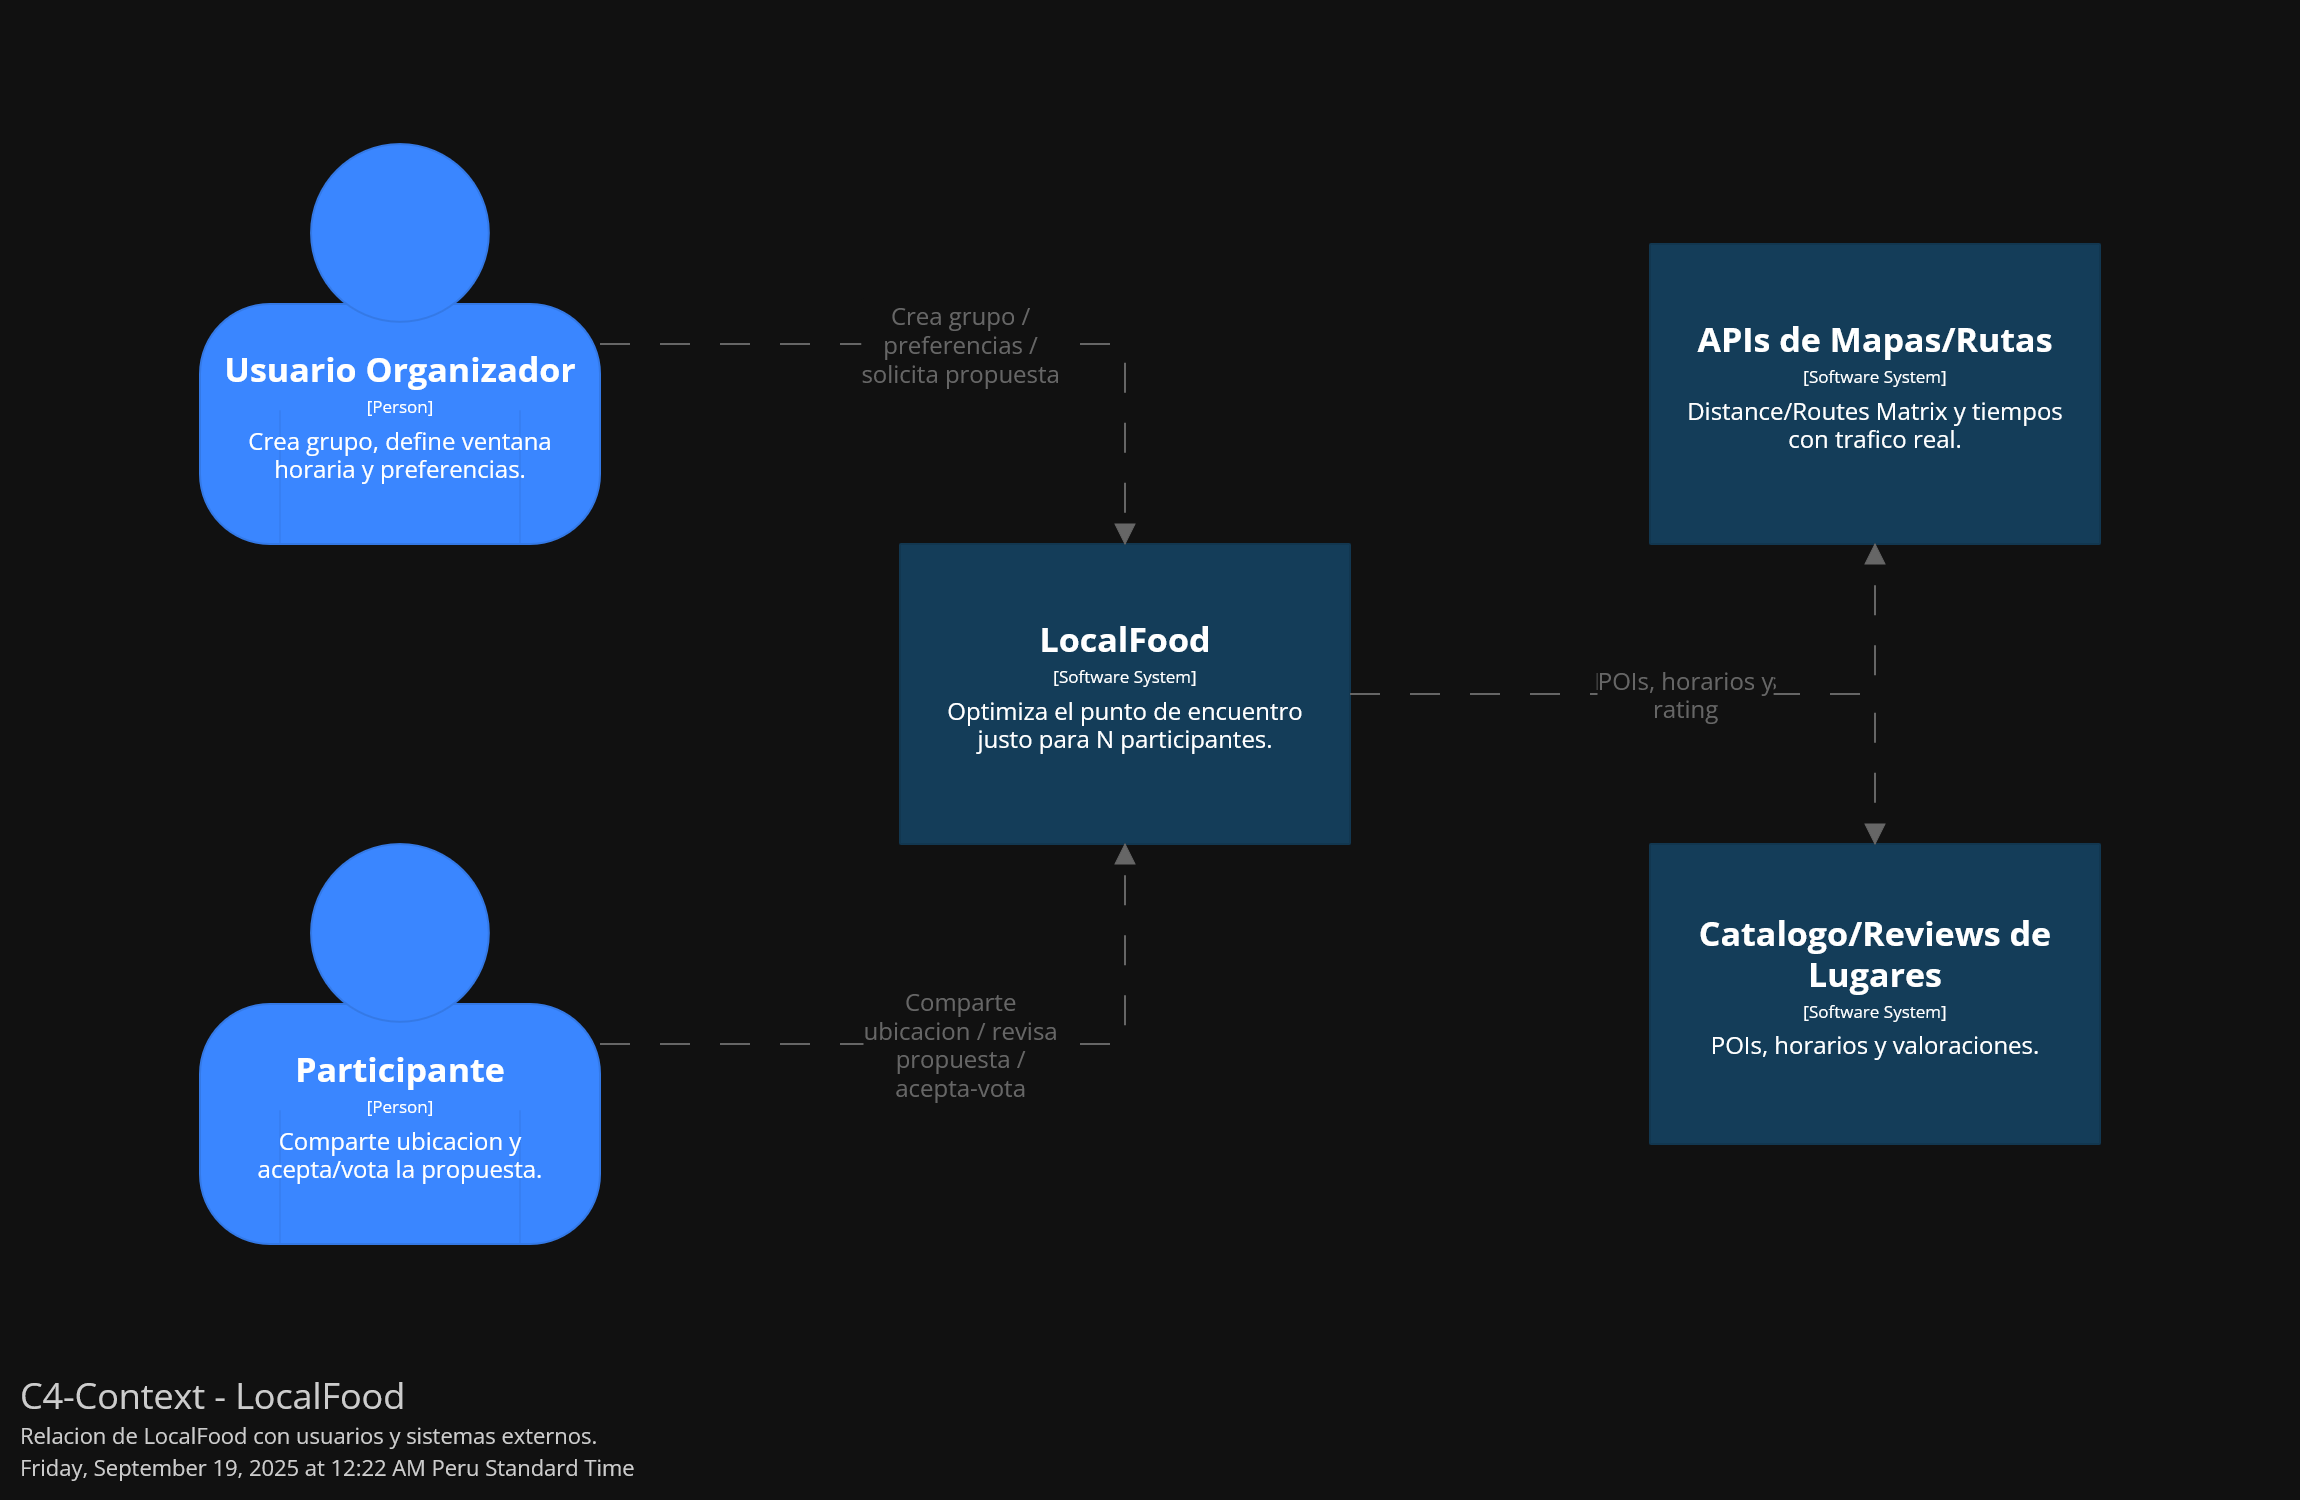 Usuario Organizador
[Person]
Crea grupo, define ventana
horaria y preferencias.
Crea grupo /
preferencias /
solicita propuesta
APIs de Mapas/Rutas
[Software System]
Distance/Routes Matrix y tiempos
con trafico real.
LocalFood
[Software System]
Optimiza el punto de encuentro
justo para N participantes.
POIs, horarios y
rating
Participante
[Person]
Comparte ubicacion y
acepta/vota la propuesta.
Comparte
ubicacion / revisa
propuesta /
acepta-vota
Catalogo/Reviews de
Lugares
[Software System]
POIs, horarios y valoraciones.
C4-Context - LocalFood
Relacion de LocalFood con usuarios y sistemas externos.
Friday, September 19, 2025 at 12:22 AM Peru Standard Time